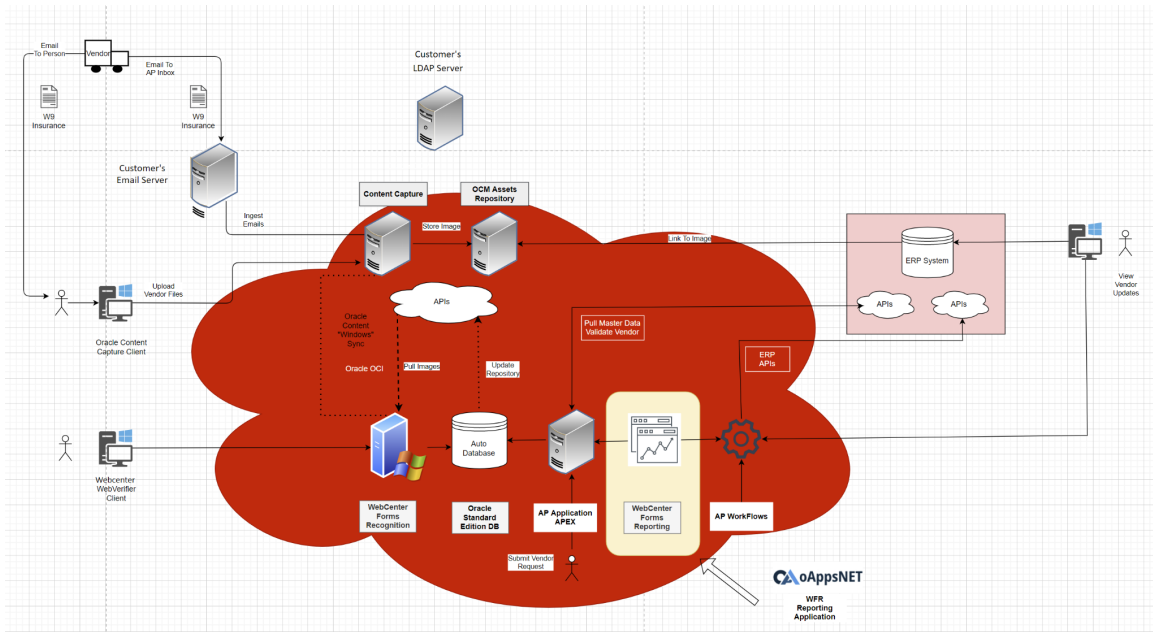 Email
To Person
Vendor
Email To
AP Inbox
W9
Insurance
W9
Insurance
Customer's
LDAP Server
Customer's
Email Server
Ingest
Emails
Content Capture
OCM Assets
Repository
Store Image
Link To Image
ERP System
APIs
APIs
View
Vendor
Updates
Upload
Vendor Files
Oracle Content
Capture Client
APIs
Oracle
Content
"Windows"
Sync
Oracle OCI
Pull Images
Update
Repository
Pull Master Data
Validate Vendor
ERP
APIs
Auto
Database
Webcenter
WebVerifier
Client
WebCenter
Forms
Recognition
Oracle
Standard
Edition DB
AP Application
APEX
WebCenter
Forms
Reporting
AP WorkFlows
Submit Vendor
Request
oAppsNET
WFR
Reporting
Application